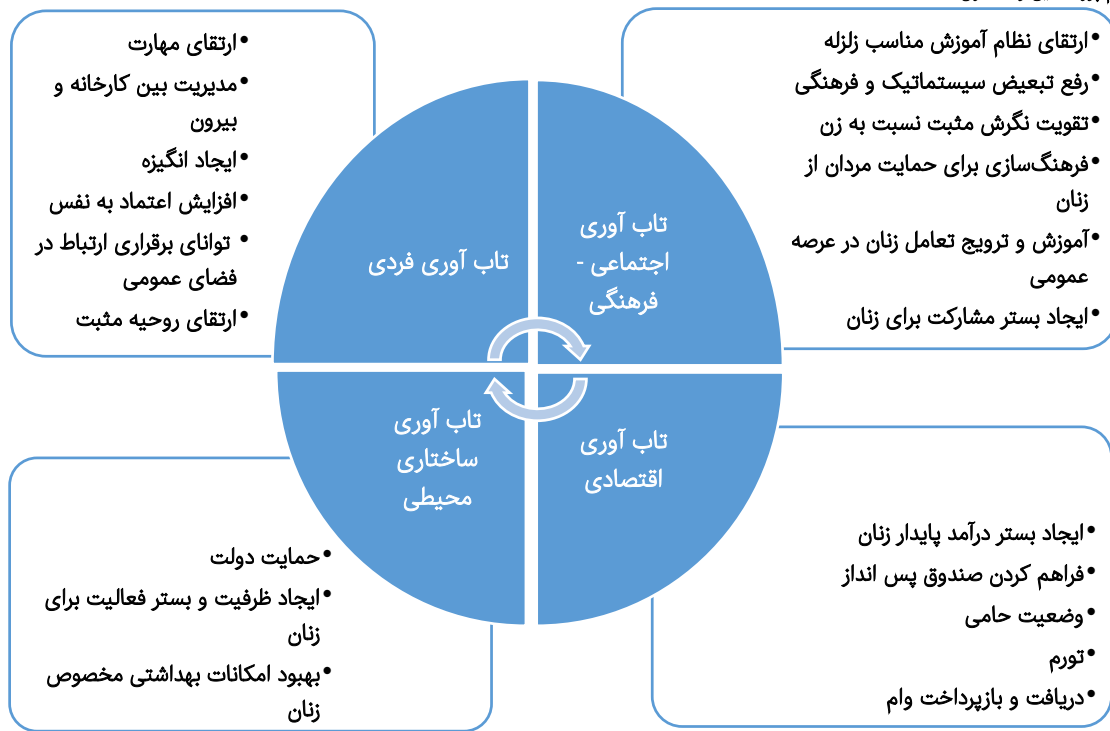 •ارتقای نظام آموزش مناسب زلزله
•رفع تبعیض سیستماتیک و فرهنگی
•تقویت نگرش مثبت نسبت به زن
•فرهنگ‌سازی برای حمایت مردان از
زنان
•آموزش و ترویج تعامل زنان در عرصه
عمومی
•ایجاد بستر مشارکت برای زنان
•ارتقای مهارت
•مدیریت بین کارخانه و
بیرون
•ایجاد انگیزه
•افزایش اعتماد به نفس
• توانای برقراری ارتباط در
فضای عمومی
•ارتقای روحیه مثبت
تاب آوری
اجتماعی -
فرهنگی
تاب آوری فردی
تاب آوری
اقتصادی
تاب آوری
ساختاری
محیطی
•ایجاد بستر درآمد پایدار زنان
•فراهم کردن صندوق پس انداز
•وضعیت حامی
•تورم
•دریافت و بازپرداخت وام
•حمایت دولت
•ایجاد ظرفیت و بستر فعالیت برای
زنان
•بهبود امکانات بهداشتی مخصوص
زنان